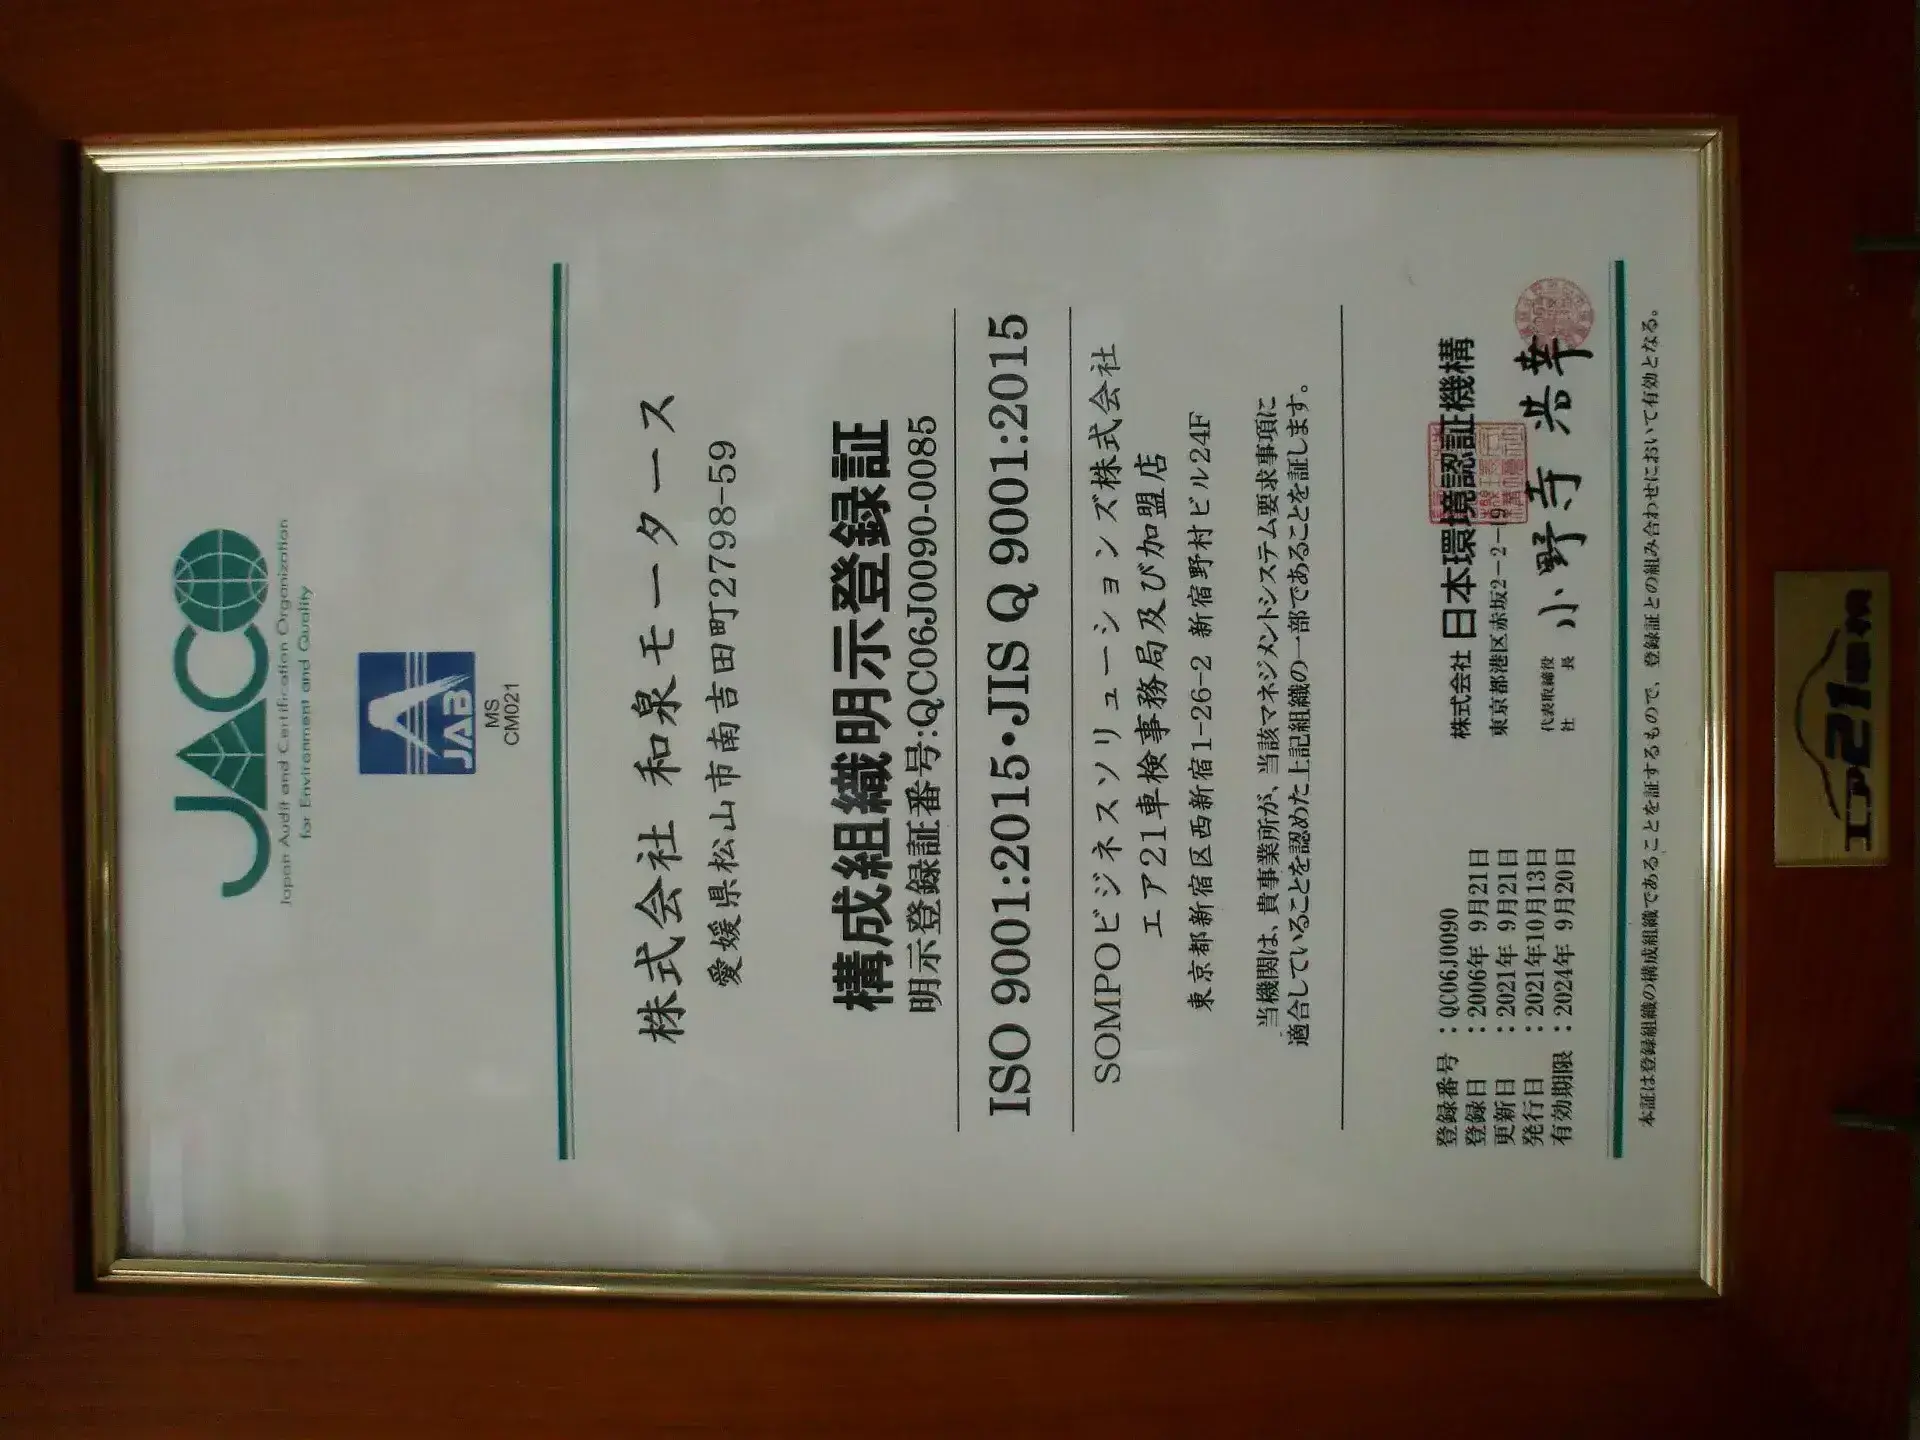 JACO
Japan Audit and Certification Organization
for Environment and Quality
JAB
MS
CM021
株式会社 和泉モータース
愛媛県松山市南吉田町2798-59
構成組織明示登録証
明示登録証番号:QC06J0090-0085
ISO 9001:2015・JIS Q 9001:2015
SOMPOビジネスソリューションズ株式会社
エア21車検事務局及び加盟店
東京都新宿区西新宿1-26-2 新宿野村ビル24F
当機関は、貴事業所が、当該マネジメントシステム要求事項に
適合していることを認めた上記組織の一部であることを証します。
登録番号 :QC06J0090
登録日 :2006年 9月21日
更新日 :2021年 9月21日
発行日 :2021年10月13日
有効期限 :2024年 9月20日
株式会社 日本環境認証機構
東京都港区赤坂2-2-19
代表取締役
社長
小野寺 浩幸
本証は登録組織の構成組織であることを証するもので、登録証との組み合わせにおいて有効となる。
エア21